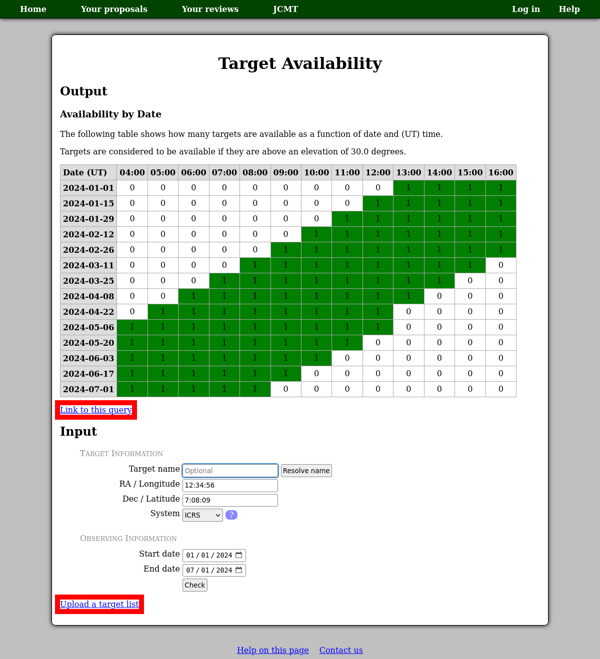 Home Your proposals Your reviews JCMT Log in Help
Target Availability
Output
Availability by Date
The following table shows how many targets are available as a function of date and (UT) time.
Targets are considered to be available if they are above an elevation of 30.0 degrees.
Date (UT) 04:00 05:00 06:00 07:00 08:00 09:00 10:00 11:00 12:00 13:00 14:00 15:00 16:00
2024-01-01 0 0 0 0 0 0 0 0 0 1 1 1 1
2024-01-15 0 0 0 0 0 0 0 0 1 1 1 1 1
2024-01-29 0 0 0 0 0 0 0 1 1 1 1 1 1
2024-02-12 0 0 0 0 0 0 1 1 1 1 1 1 1
2024-02-26 0 0 0 0 0 1 1 1 1 1 1 1 1
2024-03-11 0 0 0 0 1 1 1 1 1 1 1 1 0
2024-03-25 0 0 0 1 1 1 1 1 1 1 1 0 0
2024-04-08 0 0 1 1 1 1 1 1 1 1 0 0 0
2024-04-22 0 1 1 1 1 1 1 1 1 0 0 0 0
2024-05-06 1 1 1 1 1 1 1 1 1 0 0 0 0
2024-05-20 1 1 1 1 1 1 1 1 0 0 0 0 0
2024-06-03 1 1 1 1 1 1 1 0 0 0 0 0 0
2024-06-17 1 1 1 1 1 1 0 0 0 0 0 0 0
2024-07-01 1 1 1 1 1 0 0 0 0 0 0 0 0
Link to this query
Input
Target Information
Target name Optional Resolve name
RA / Longitude 12:34:56
Dec / Latitude 7:08:09
System ICRS ?
Observing Information
Start date 01/01/2024
End date 07/01/2024
Check
Upload a target list
Help on this page Contact us